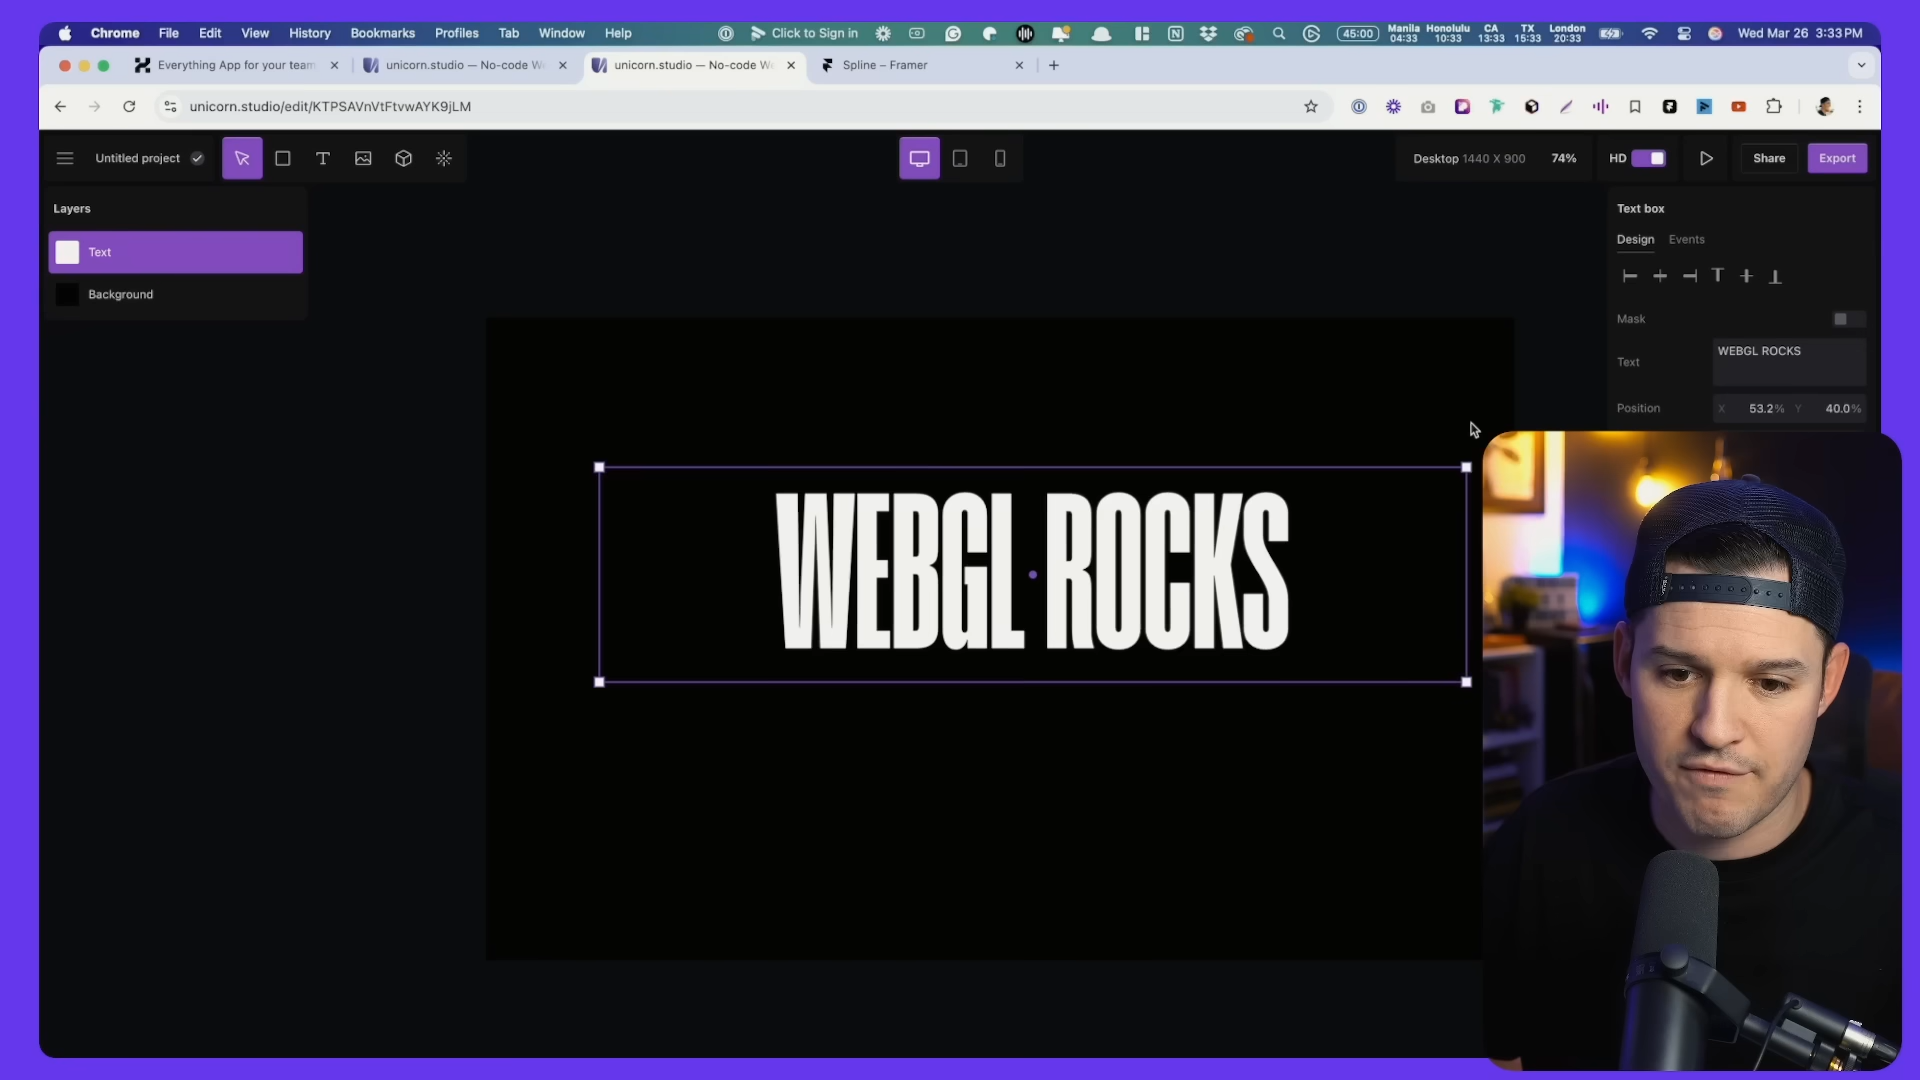 Chrome File Edit View History Bookmarks Profiles Tab Window Help Click to Sign in 45:00 Manila 04:33 Honolulu 10:33 CA 13:33 TX 15:33 London 20:33 Wed Mar 26 3:33 PM
Everything App for your team unicorn.studio — No-code W unicorn.studio — No-code W Spline – Framer
unicorn.studio/edit/KTPSAVnVtFtvwAYK9jLM
Untitled project Desktop 1440 X 900 74% HD Share Export
Layers
Text
Background
Text box
Design Events
Mask
Text WEBGL ROCKS
Position X 53.2% Y 40.0%
WEBGL ROCKS